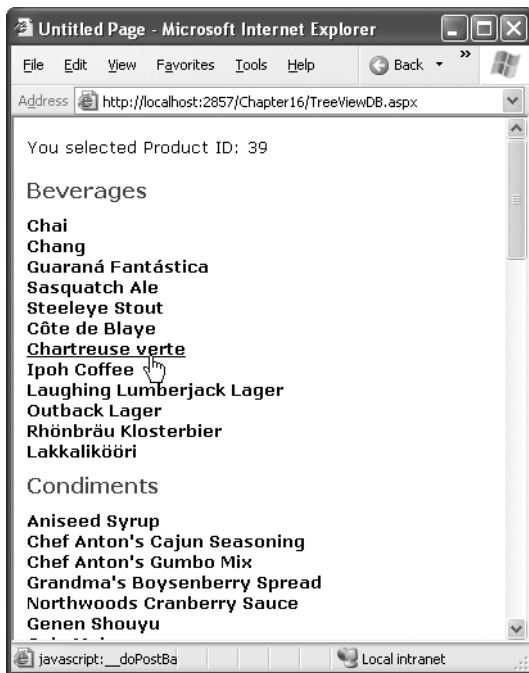 Untitled Page - Microsoft Internet Explorer
File Edit View Favorites Tools Help Back »
Address http://localhost:2857/Chapter16/TreeViewDB.aspx
You selected Product ID: 39
Beverages
Chai
Chang
Guaraná Fantástica
Sasquatch Ale
Steeleye Stout
Côte de Blaye
Chartreuse verte
Ipoh Coffee
Laughing Lumberjack Lager
Outback Lager
Rhönbräu Klosterbier
Lakkalikööri
Condiments
Aniseed Syrup
Chef Anton's Cajun Seasoning
Chef Anton's Gumbo Mix
Grandma's Boysenberry Spread
Northwoods Cranberry Sauce
Genen Shouyu
javascript:__doPostBa Local intranet